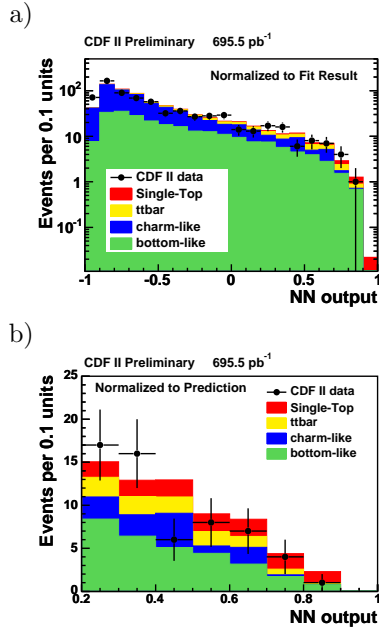 a)
CDF II Preliminary 695.5 pb-1
Normalized to Fit Result
Events per 0.1 units
10^2
10
1
10^-1
CDF II data
Single-Top
ttbar
charm-like
bottom-like
-1 -0.5 0 0.5 1
NN output
b)
CDF II Preliminary 695.5 pb-1
Normalized to Prediction
Events per 0.1 units
25
20
15
10
5
0
CDF II data
Single-Top
ttbar
charm-like
bottom-like
0.2 0.4 0.6 0.8 1
NN output